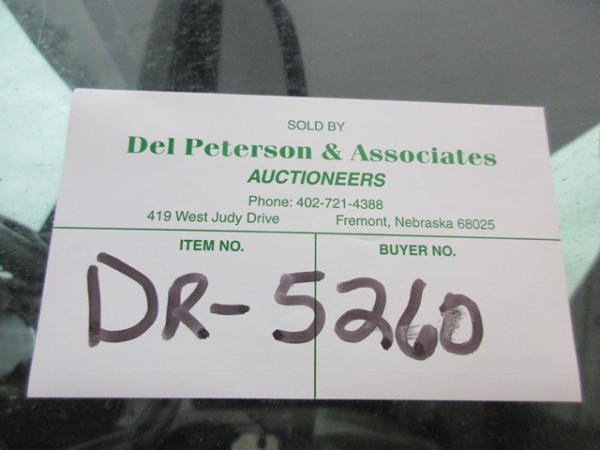 SOLD BY
Del Peterson & Associates
AUCTIONEERS
Phone: 402-721-4388
419 West Judy Drive Fremont, Nebraska 68025
ITEM NO. BUYER NO.
DR-5260